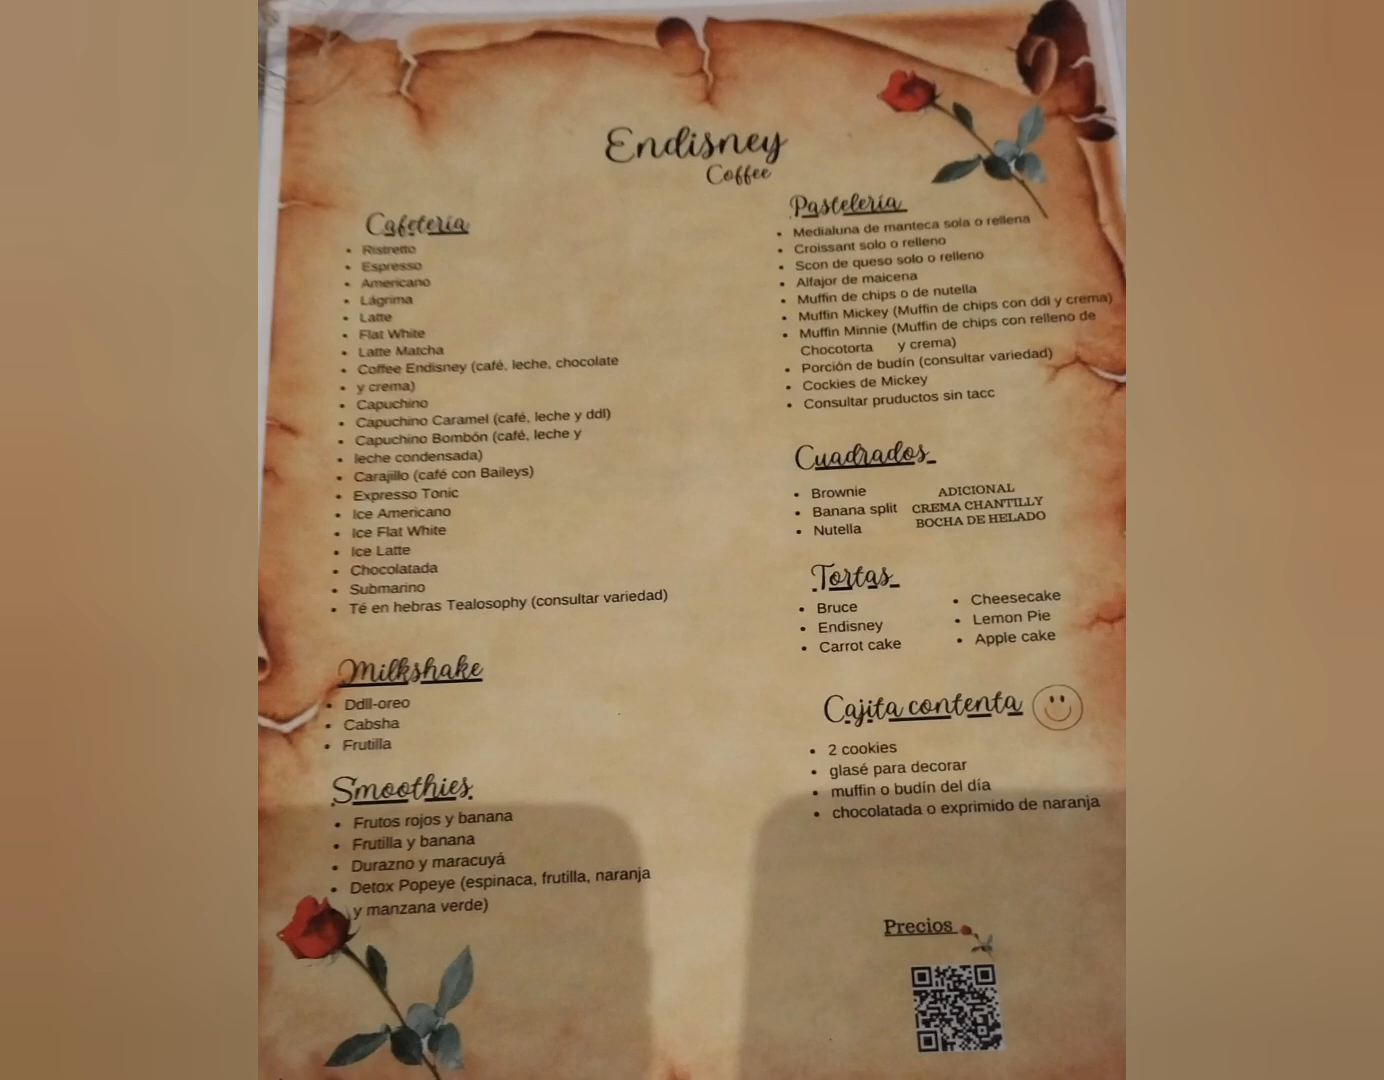 Endisney
Coffee
Cafetería
Ristretto
Espresso
Americano
Lágrima
Latte
Flat White
Latte Matcha
Coffee Endisney (café, leche, chocolate
y crema)
Capuchino
Capuchino Caramel (café, leche y ddl)
Capuchino Bombón (café, leche y
leche condensada)
Carajillo (café con Baileys)
Expresso Tonic
Ice Americano
Ice Flat White
Ice Latte
Chocolatada
Submarino
Té en hebras Tealosophy (consultar variedad)
Milkshake
Ddll-oreo
Cabsha
Frutilla
Smoothies
Frutos rojos y banana
Frutilla y banana
Durazno y maracuyá
Detox Popeye (espinaca, frutilla, naranja
y manzana verde)
Pastelería
Medialuna de manteca sola o rellena
Croissant solo o relleno
Scon de queso solo o relleno
Alfajor de maicena
Muffin de chips o de nutella
Muffin Mickey (Muffin de chips con ddl y crema)
Muffin Minnie (Muffin de chips con relleno de
Chocotorta y crema)
Porción de budín (consultar variedad)
Cockies de Mickey
Consultar pruductos sin tacc
Cuadrados
Brownie
Banana split
Nutella
ADICIONAL
CREMA CHANTILLY
BOCHA DE HELADO
Tortas
Bruce
Endisney
Carrot cake
Cheesecake
Lemon Pie
Apple cake
Cajita contenta
2 cookies
glasé para decorar
muffin o budín del día
chocolatada o exprimido de naranja
Precios